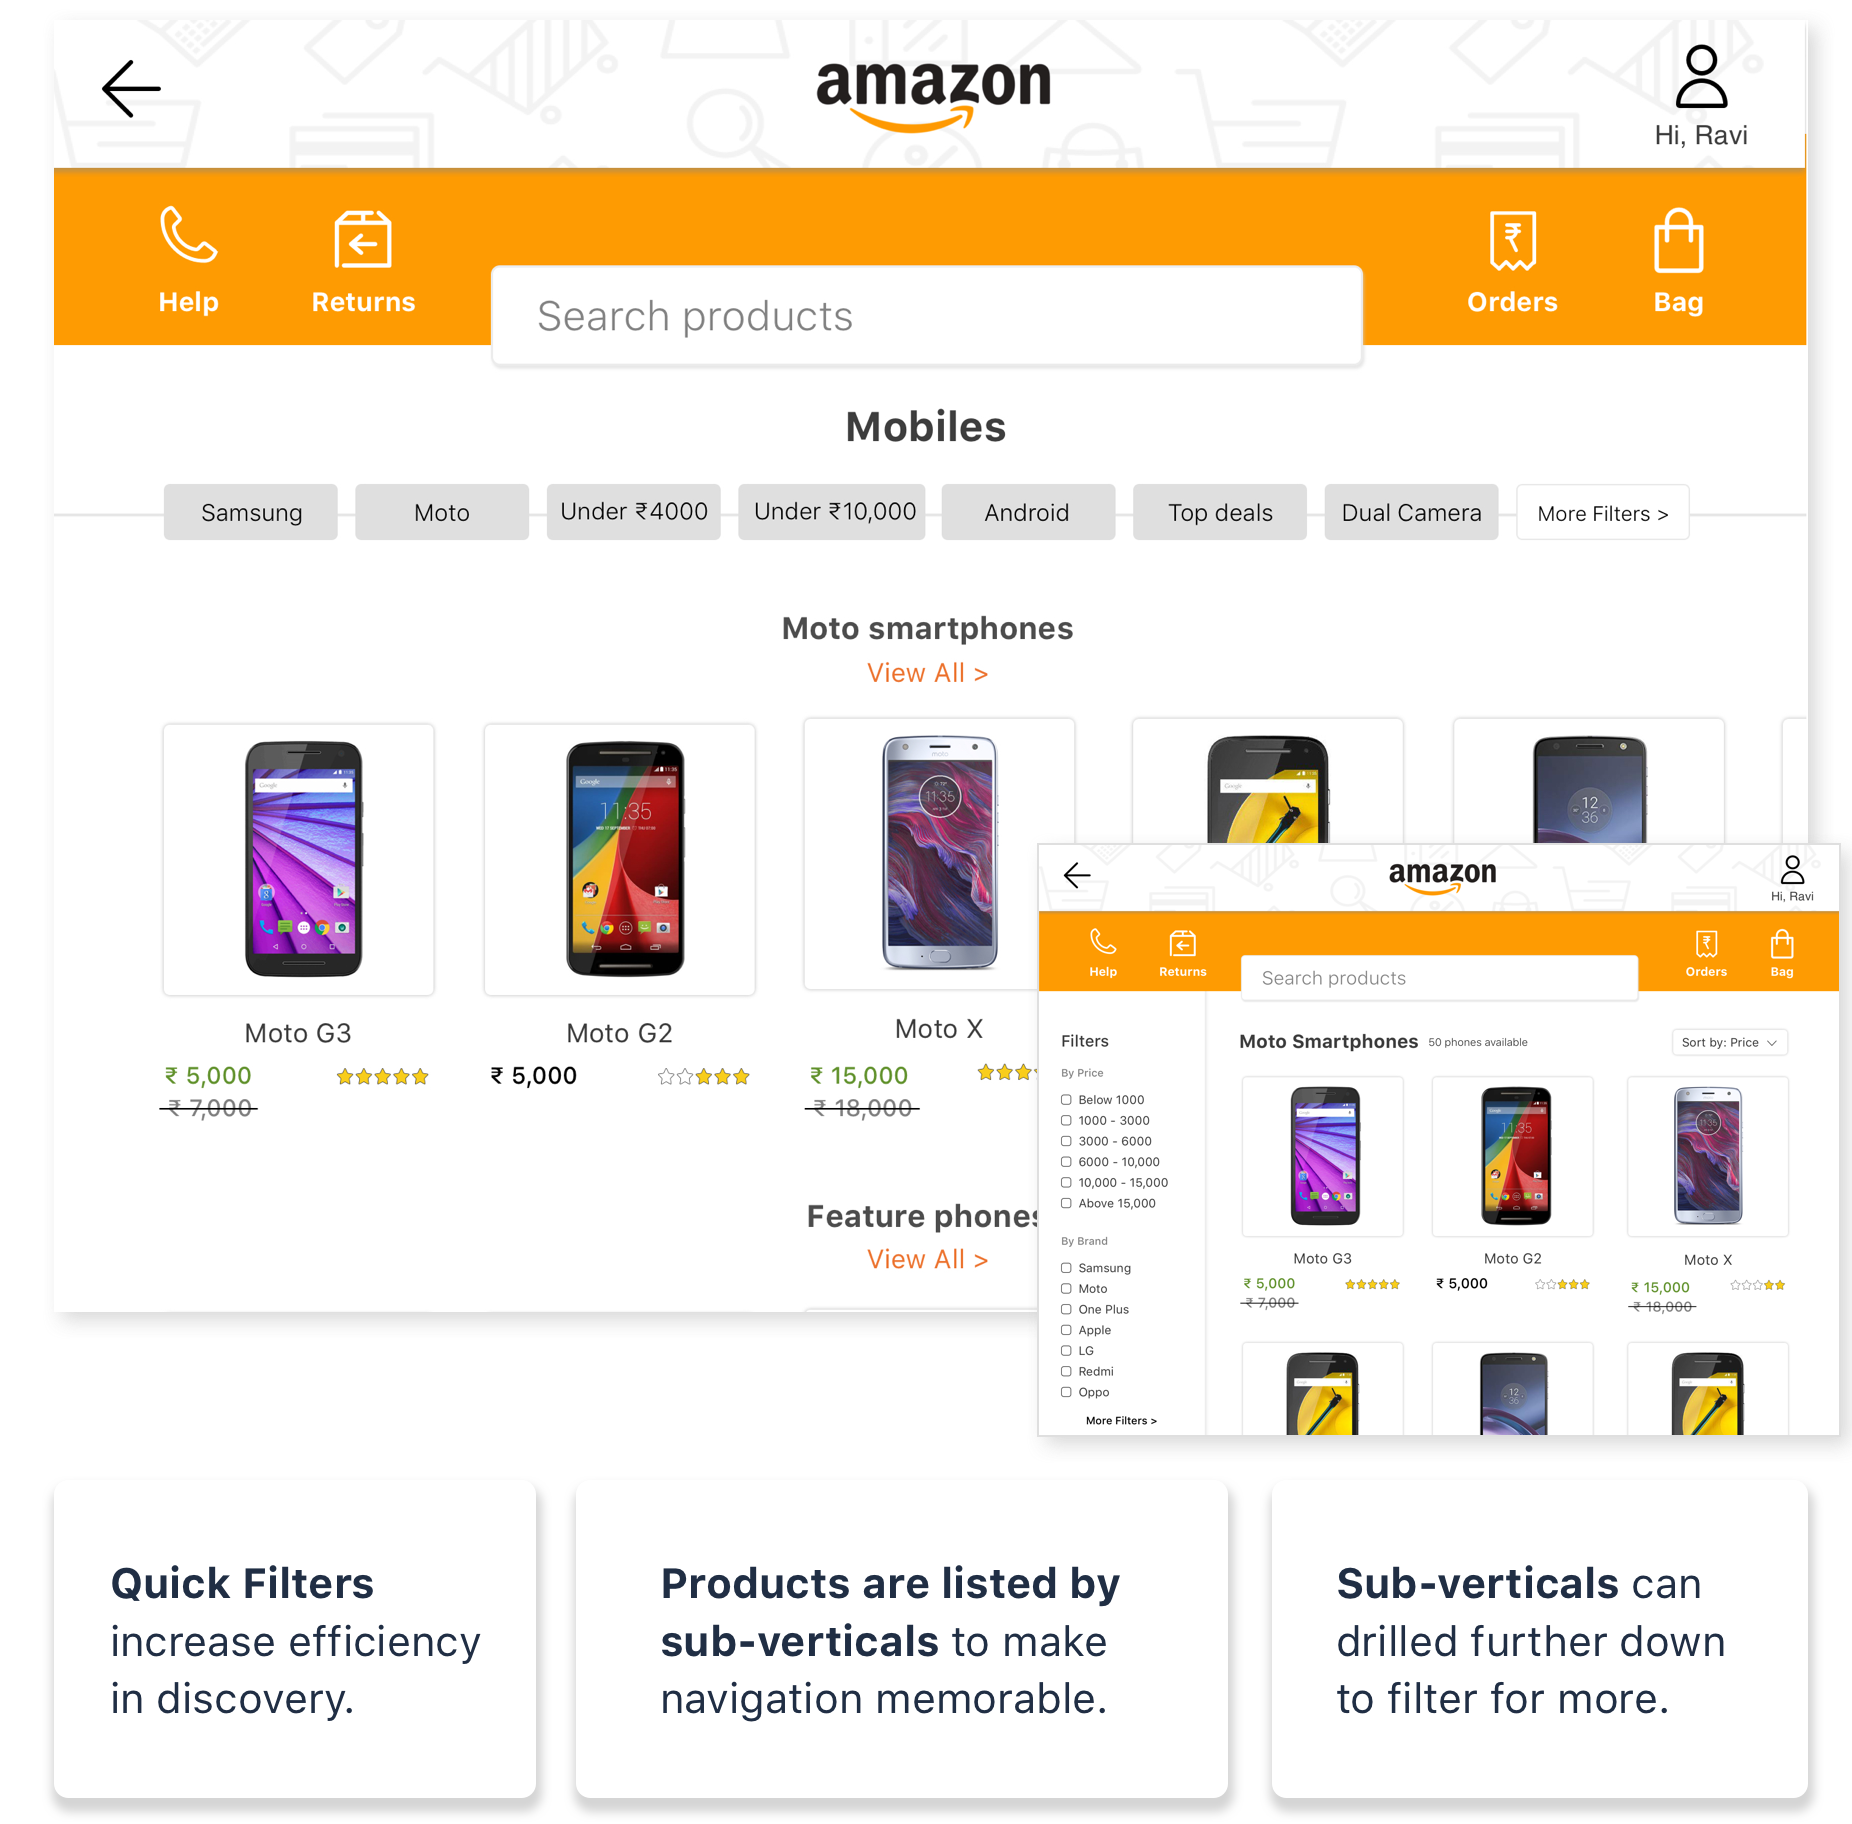 amazon
Hi, Ravi
Help
Returns
Search products
Orders
Bag
Mobiles
Samsung
Moto
Under ₹4000
Under ₹10,000
Android
Top deals
Dual Camera
More Filters >
Moto smartphones
View All >
Moto G3
₹ 5,000
₹ 7,000
Moto G2
₹ 5,000
11:35
Moto X
₹ 15,000
₹ 18,000
11:35
12
36
Feature phones
View All >
amazon
Hi, Ravi
Help
Returns
Search products
Orders
Bag
Filters
By Price
Below 1000
1000 - 3000
3000 - 6000
6000 - 10,000
10,000 - 15,000
Above 15,000
By Brand
Samsung
Moto
One Plus
Apple
LG
Redmi
Oppo
More Filters >
Moto Smartphones
50 phones available
Sort by: Price
Moto G3
₹ 5,000
₹ 7,000
Moto G2
₹ 5,000
Moto X
₹ 15,000
₹ 18,000
Quick Filters
increase efficiency
in discovery.
Products are listed by
sub-verticals to make
navigation memorable.
Sub-verticals can
drilled further down
to filter for more.